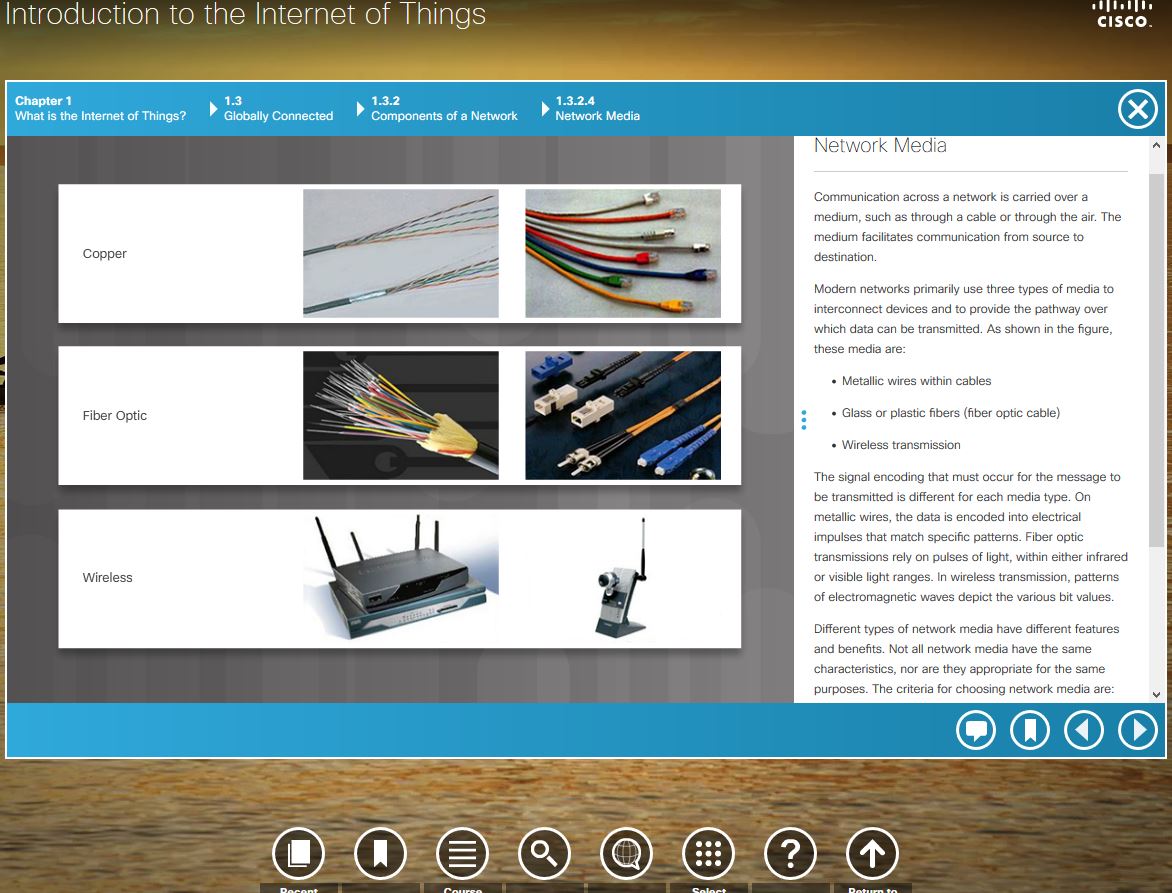 Introduction to the Internet of Things
CISCO
Chapter 1
What is the Internet of Things?
1.3
Globally Connected
1.3.2
Components of a Network
1.3.2.4
Network Media
Copper
Fiber Optic
Wireless
Network Media
Communication across a network is carried over a
medium, such as through a cable or through the air. The
medium facilitates communication from source to
destination.
Modern networks primarily use three types of media to
interconnect devices and to provide the pathway over
which data can be transmitted. As shown in the figure,
these media are:
• Metallic wires within cables
• Glass or plastic fibers (fiber optic cable)
• Wireless transmission
The signal encoding that must occur for the message to
be transmitted is different for each media type. On
metallic wires, the data is encoded into electrical
impulses that match specific patterns. Fiber optic
transmissions rely on pulses of light, within either infrared
or visible light ranges. In wireless transmission, patterns
of electromagnetic waves depict the various bit values.
Different types of network media have different features
and benefits. Not all network media have the same
characteristics, nor are they appropriate for the same
purposes. The criteria for choosing network media are:
?
Recent
Course
Select
Return to